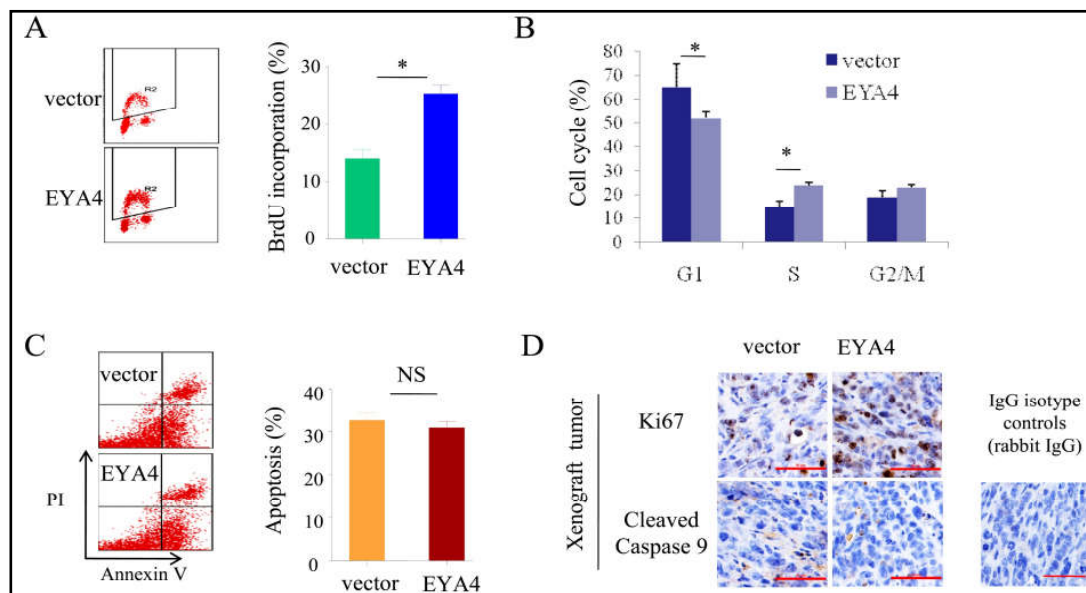 A
vector
R2
EYA4
R2
BrdU incorporation (%)
30
20
10
0
*
vector
EYA4
B
Cell cycle (%)
80
70
60
50
40
30
20
10
0
*
*
vector
EYA4
G1
S
G2/M
C
vector
EYA4
PI
Annexin V
Apoptosis (%)
40
30
20
10
0
NS
vector
EYA4
D
vector
EYA4
Xenograft tumor
Ki67
IgG isotype
controls
(rabbit IgG)
Cleaved
Caspase 9